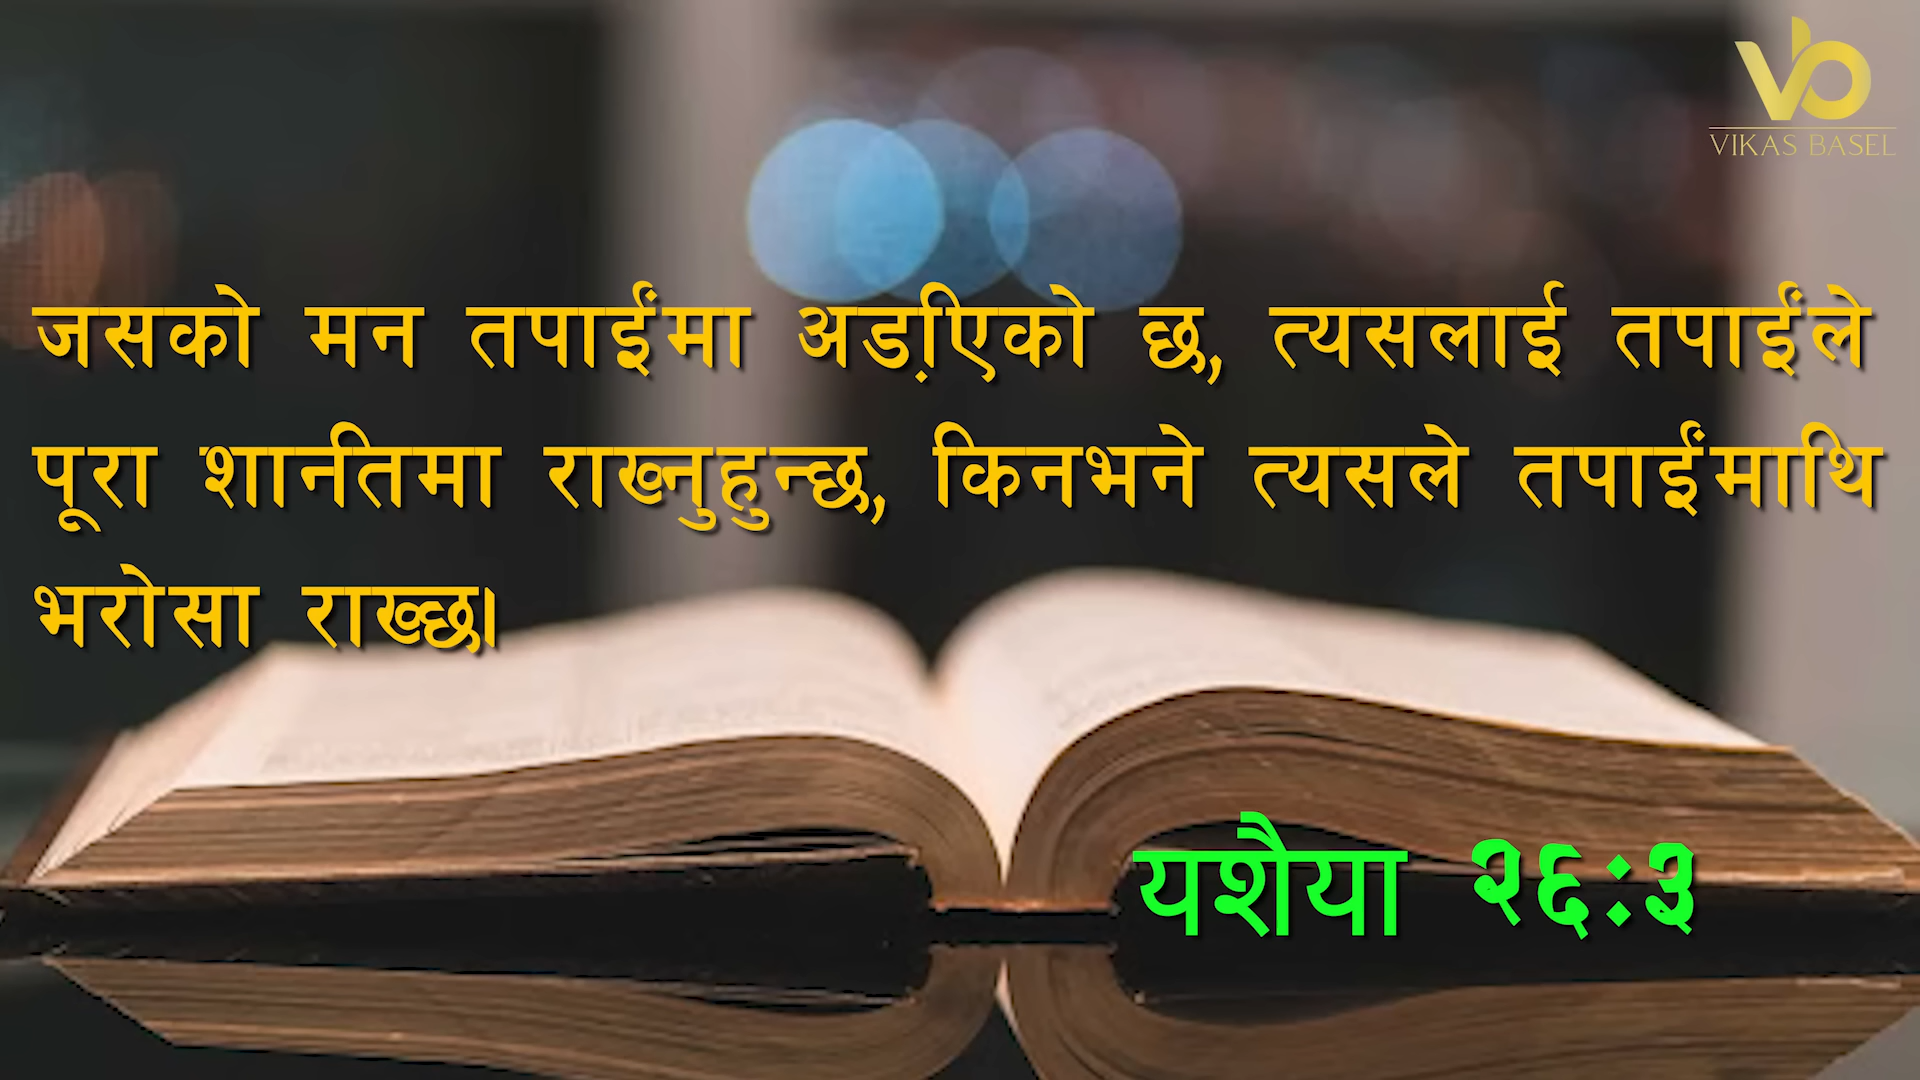 VIKAS BASEL
जसको मन तपाईंमा अड़िएको छ, त्यसलाई तपाईंले
पूरा शान्तिमा राख्नुहुन्छ, किनभने त्यसले तपाईंमाथि
भरोसा राख्छ।
यशैया २६:३